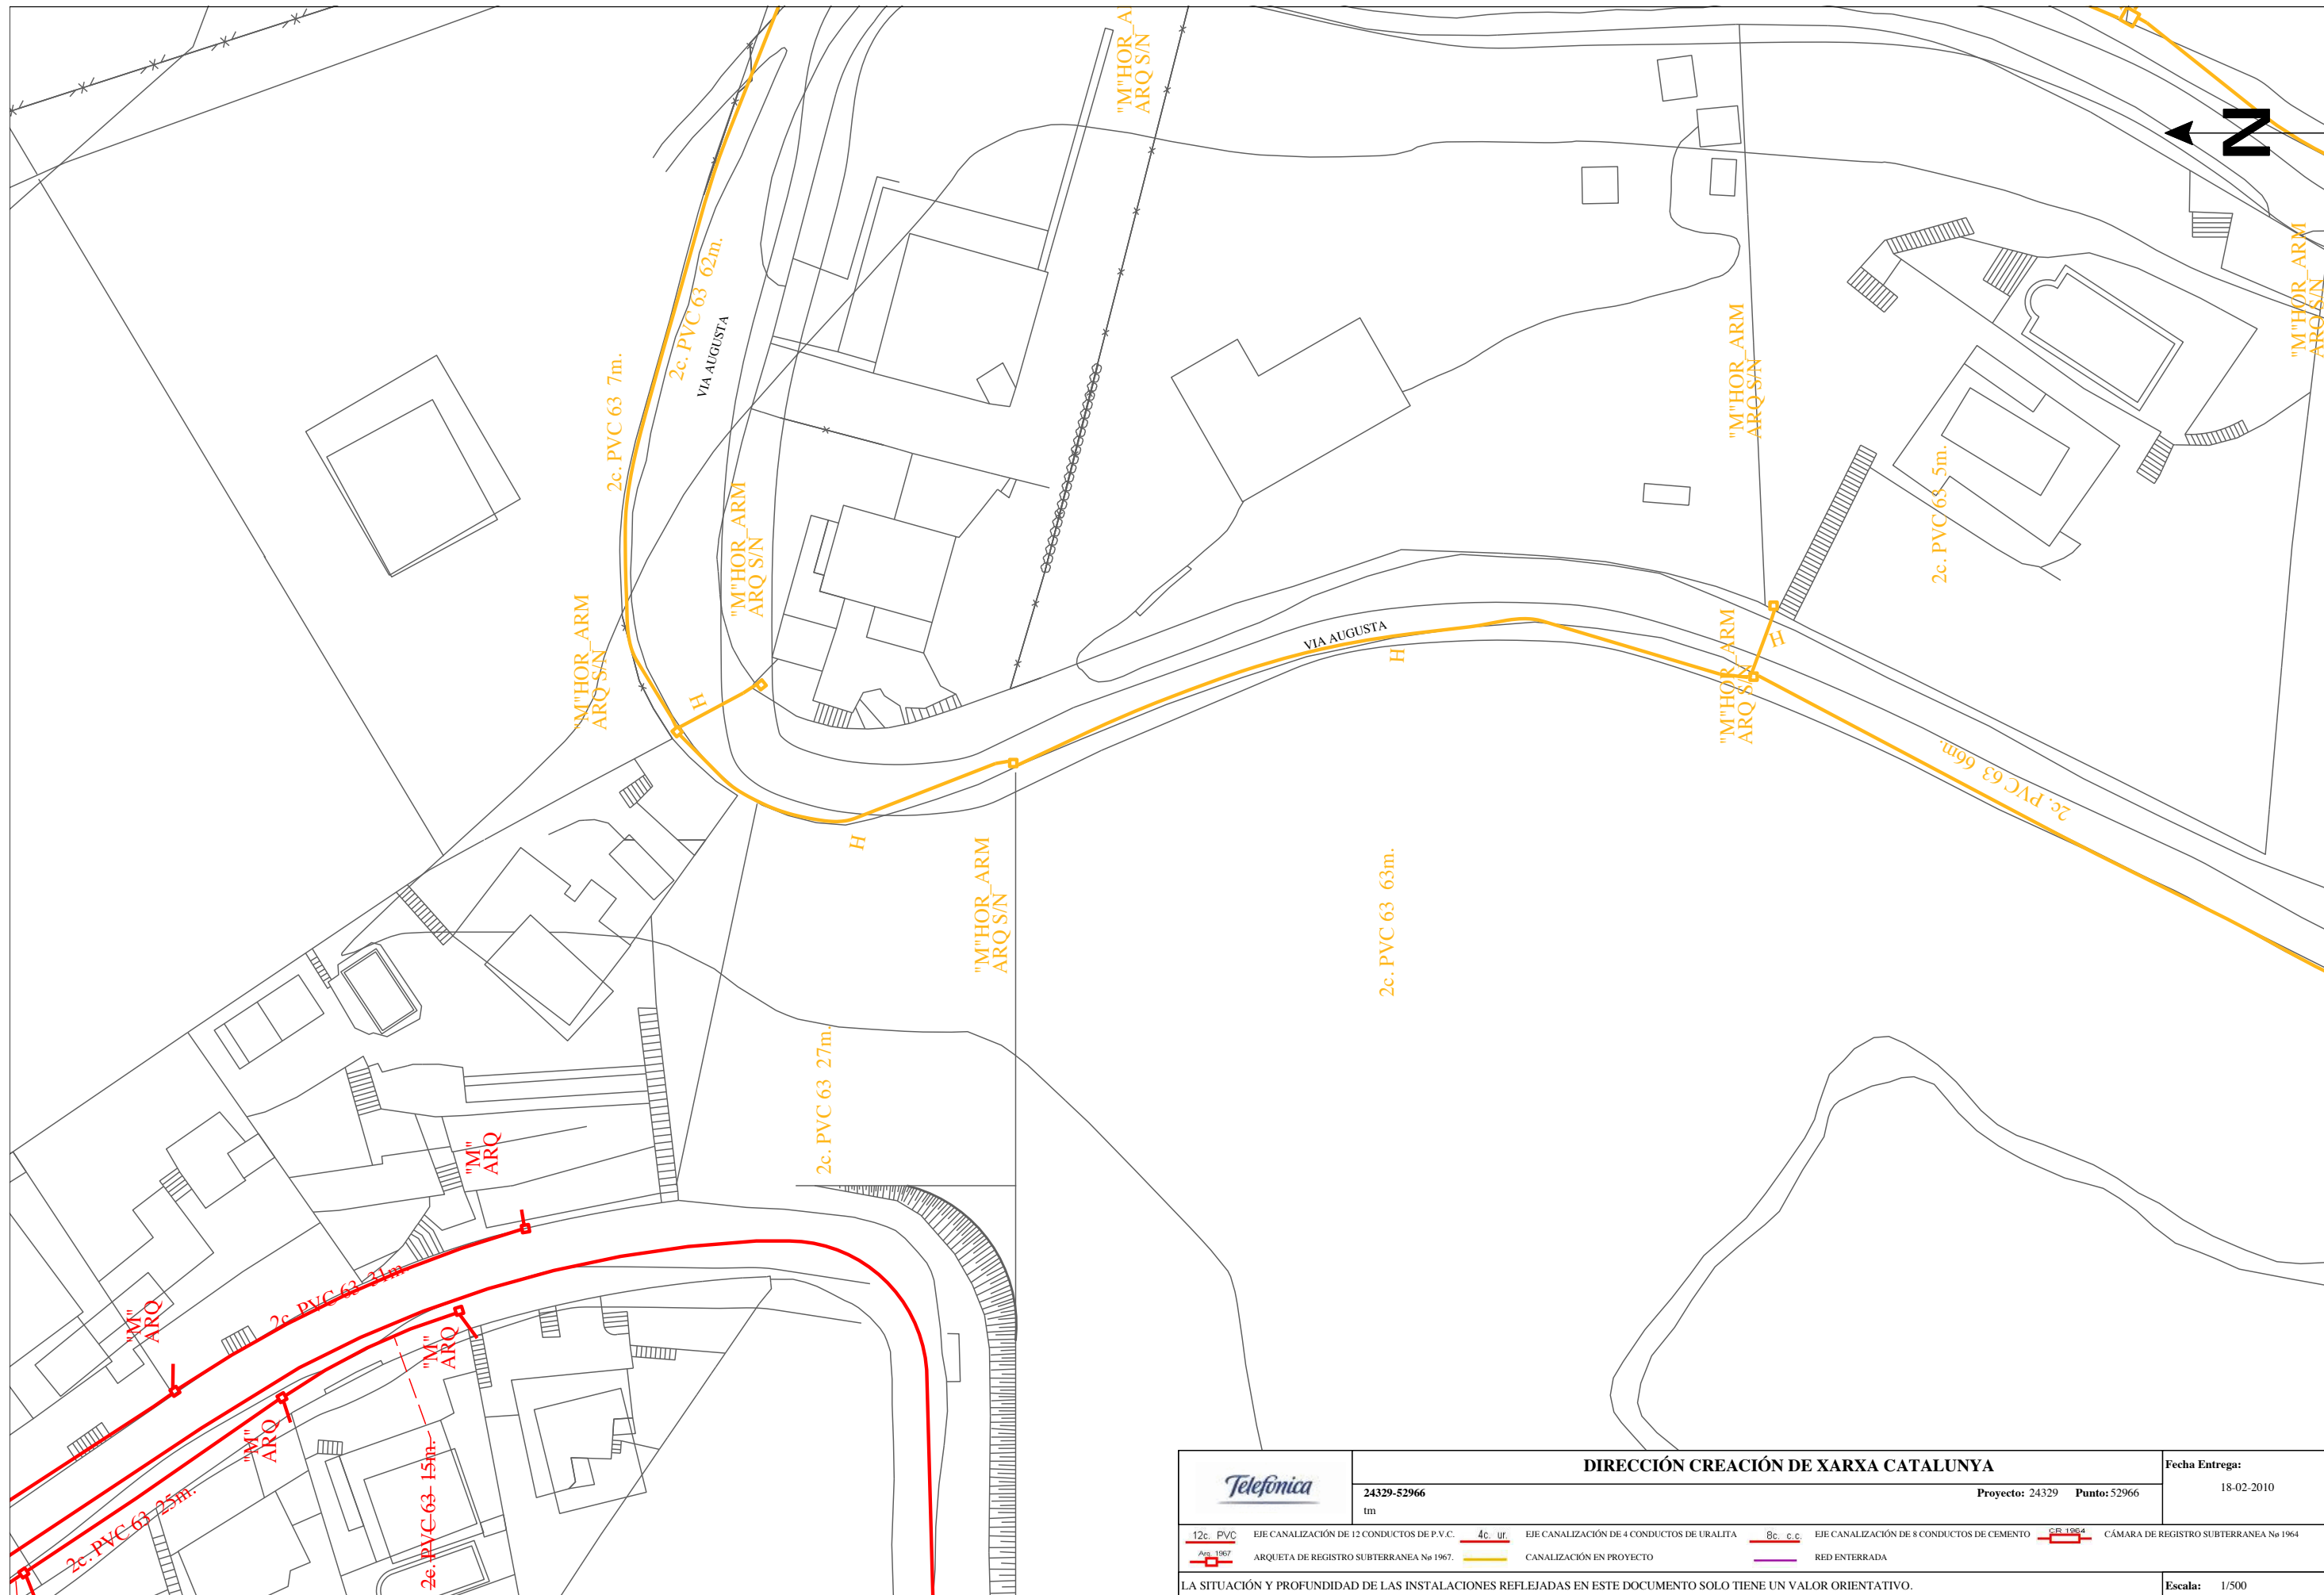 "M"HOR_A
ARQ S/N
N
"M"HOR_ARM
ARQ S/N
2c. PVC 63 62m.
VIA AUGUSTA
2c. PVC 63 7m.
"M"HOR_ARM
ARQ S/N
"M"HOR_ARM
ARQ S/N
2c. PVC 63 5m.
"M"HOR_ARM
ARQ S/N
H
"M"HOR_ARM
ARQ S/N
H
VIA AUGUSTA
H
2c. PVC 63 66m.
H
"M"HOR_ARM
ARQ S/N
2c. PVC 63 63m.
2c. PVC 63 27m.
"M"
ARQ
2c. PVC 63 31m.
"M"
ARQ
"M"
ARQ
"M"
ARQ
2c. PVC 63 15m.
2c. PVC 63 25m.
Telefónica
DIRECCIÓN CREACIÓN DE XARXA CATALUNYA
Fecha Entrega:
18-02-2010
24329-52966
Proyecto: 24329 Punto: 52966
tm
12c. PVC EJE CANALIZACIÓN DE 12 CONDUCTOS DE P.V.C. 4c. ur. EJE CANALIZACIÓN DE 4 CONDUCTOS DE URALITA 8c. c.c. EJE CANALIZACIÓN DE 8 CONDUCTOS DE CEMENTO CR 1964 CÁMARA DE REGISTRO SUBTERRANEA Nø 1964
Arq. 1967 ARQUETA DE REGISTRO SUBTERRANEA Nø 1967. CANALIZACIÓN EN PROYECTO RED ENTERRADA
LA SITUACIÓN Y PROFUNDIDAD DE LAS INSTALACIONES REFLEJADAS EN ESTE DOCUMENTO SOLO TIENE UN VALOR ORIENTATIVO.
Escala: 1/500